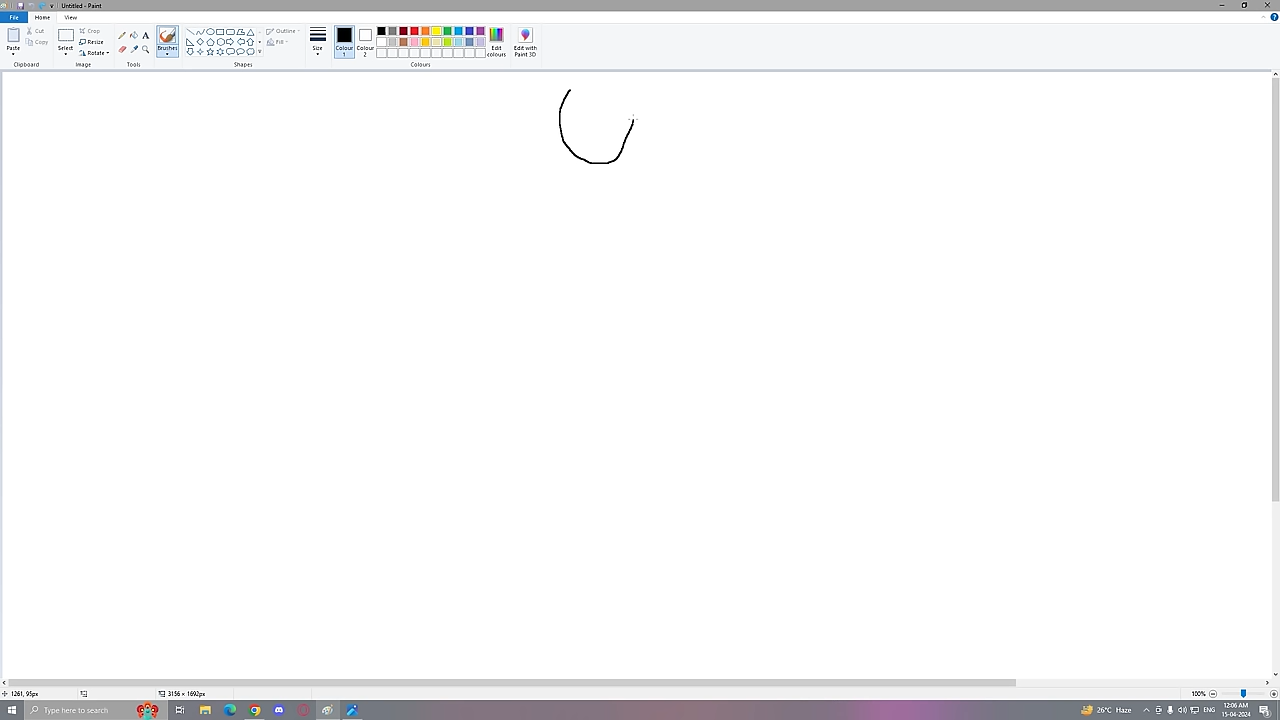 Untitled - Paint
File Home View
Paste Cut Copy Select Crop Resize Rotate Brushes Outline Fill Size Colour 1 Colour 2 Edit colours Edit with Paint 3D
Clipboard Image Tools Shapes Colours
1261, 95px 3156 × 1692px 100%
Type here to search 26°C Haze ENG 12:06 AM
15-04-2024